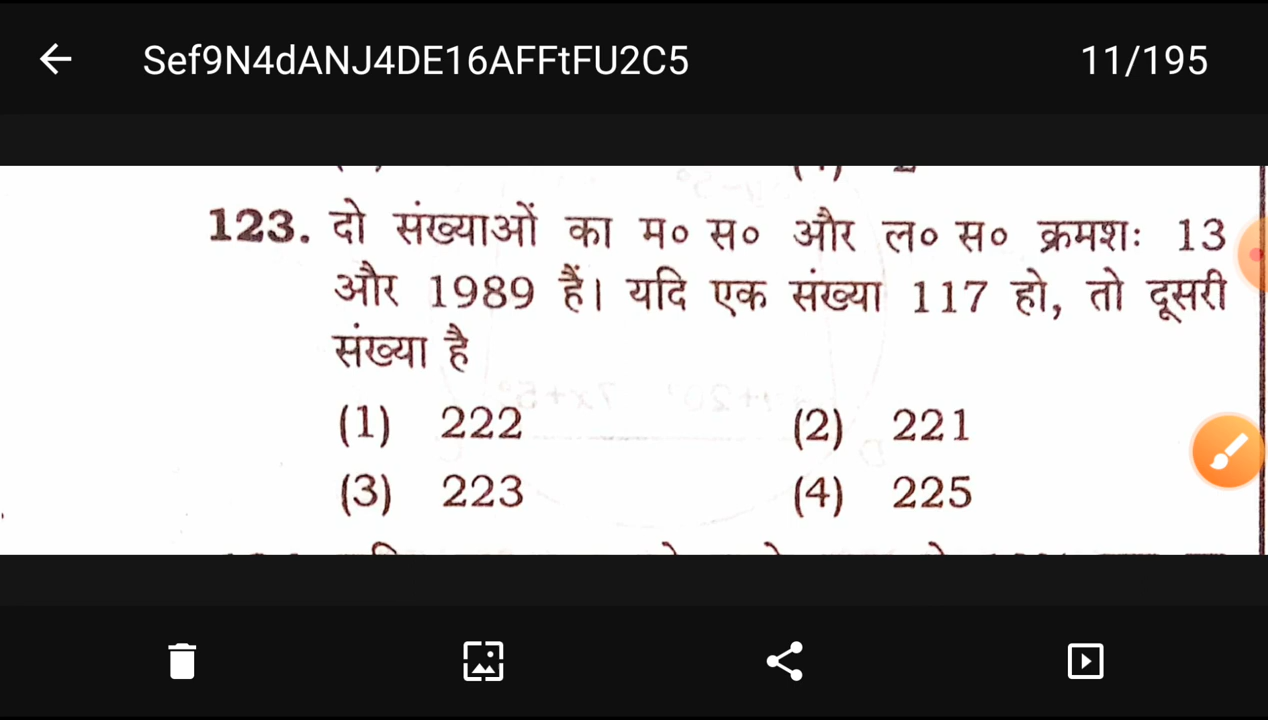 Sef9N4dANJ4DE16AFFtFU2C5 11/195
123. दो संख्याओं का म० स० और ल० स० क्रमशः 13
और 1989 हैं। यदि एक संख्या 117 हो, तो दूसरी
संख्या है
(1) 222 (2) 221
(3) 223 (4) 225